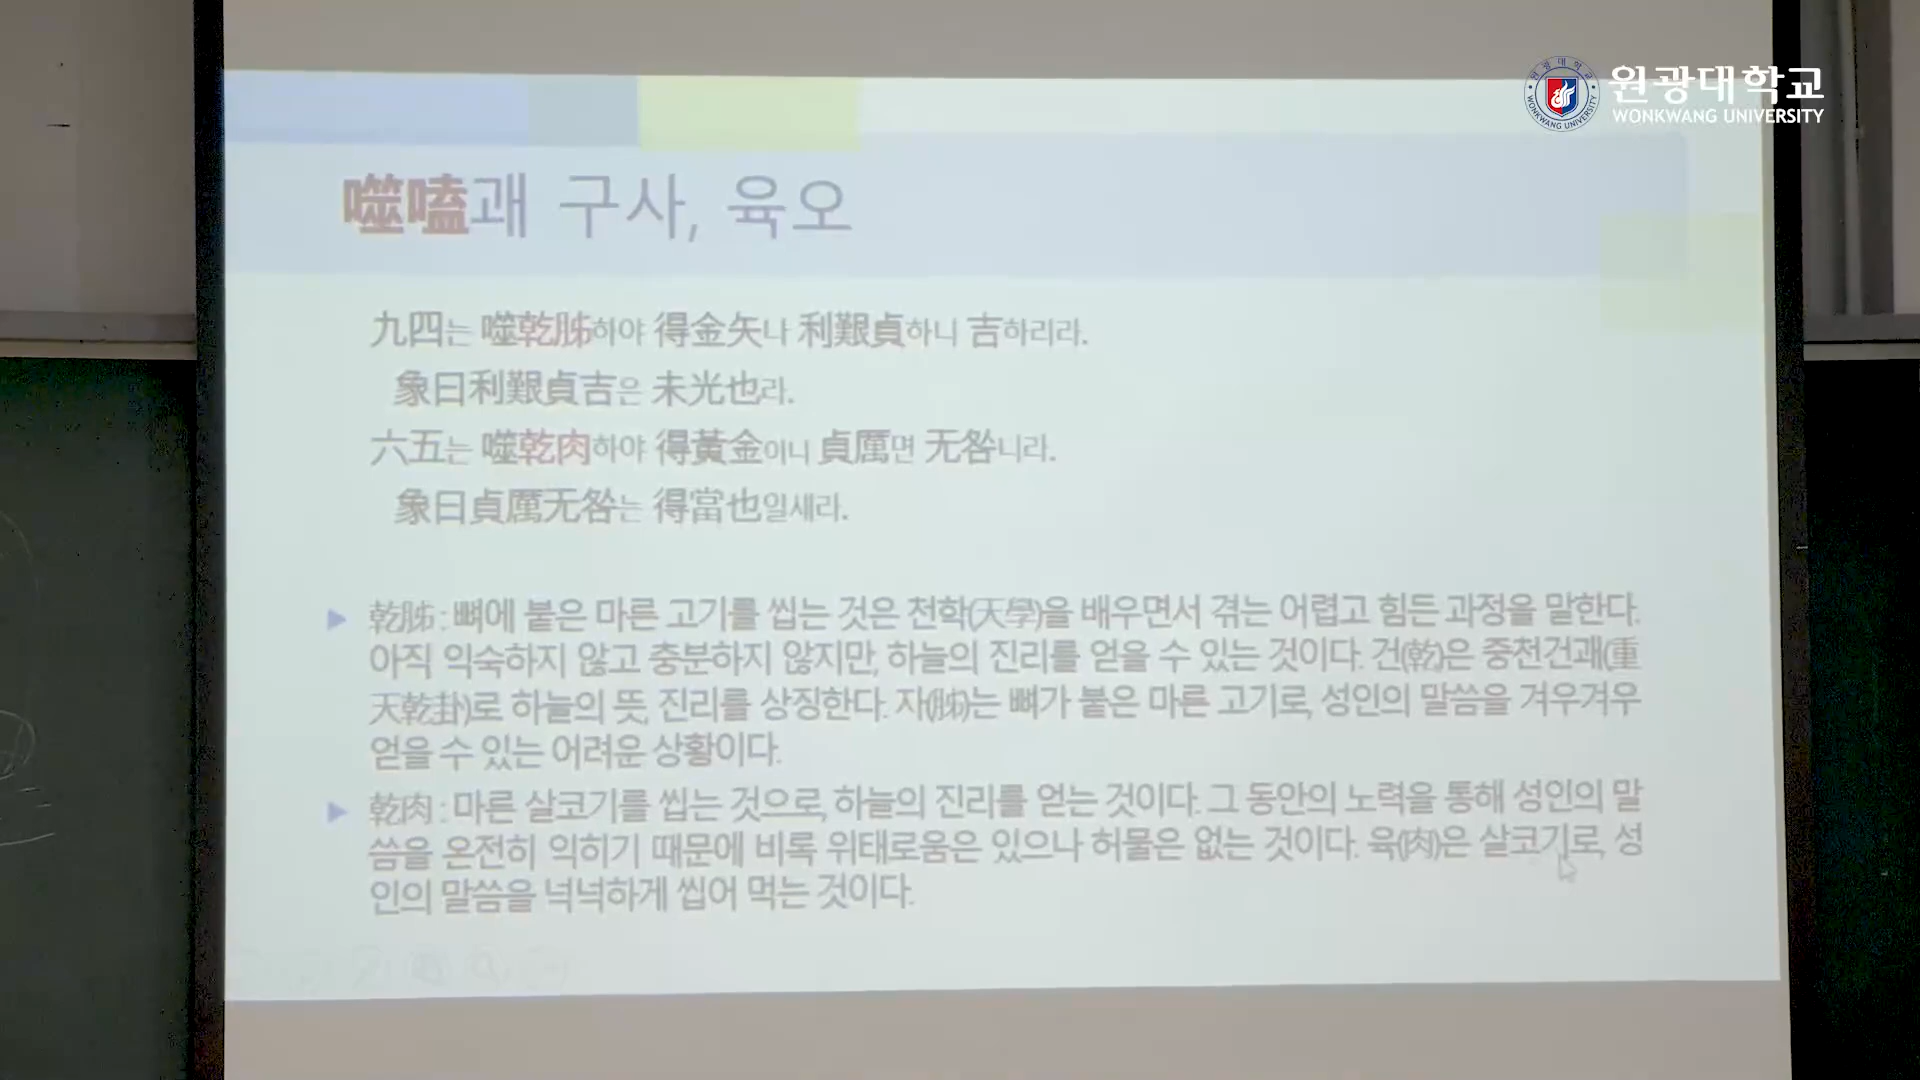 원광대학교
WONKWANG UNIVERSITY
噬嗑괘 구사, 육오
九四는 噬乾胏하야 得金矢나 利艱貞하니 吉하리라.
象曰利艱貞吉은 未光也라.
六五는 噬乾肉하야 得黃金이니 貞厲면 无咎니라.
象曰貞厲无咎는 得當也일새라.
▶ 乾胏 : 뼈에 붙은 마른 고기를 씹는 것은 천학(天學)을 배우면서 겪는 어렵고 힘든 과정을 말한다.
아직 익숙하지 않고 충분하지 않지만, 하늘의 진리를 얻을 수 있는 것이다. 건(乾)은 중천건괘(重
天乾卦)로 하늘의 뜻, 진리를 상징한다. 자(胏)는 뼈가 붙은 마른 고기로, 성인의 말씀을 겨우겨우
얻을 수 있는 어려운 상황이다.
▶ 乾肉 : 마른 살코기를 씹는 것으로, 하늘의 진리를 얻는 것이다. 그 동안의 노력을 통해 성인의 말
씀을 온전히 익히기 때문에 비록 위태로움은 있으나 허물은 없는 것이다. 육(肉)은 살코기로, 성
인의 말씀을 넉넉하게 씹어 먹는 것이다.